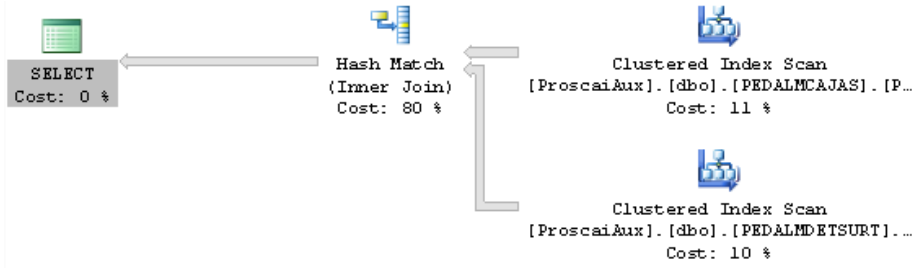 SELECT
Cost: 0 %
Hash Match
(Inner Join)
Cost: 80 %
Clustered Index Scan
[ProscaiAux].[dbo].[PEDALMCAJAS].[P…
Cost: 11 %
Clustered Index Scan
[ProscaiAux].[dbo].[PEDALMDETSURT].…
Cost: 10 %